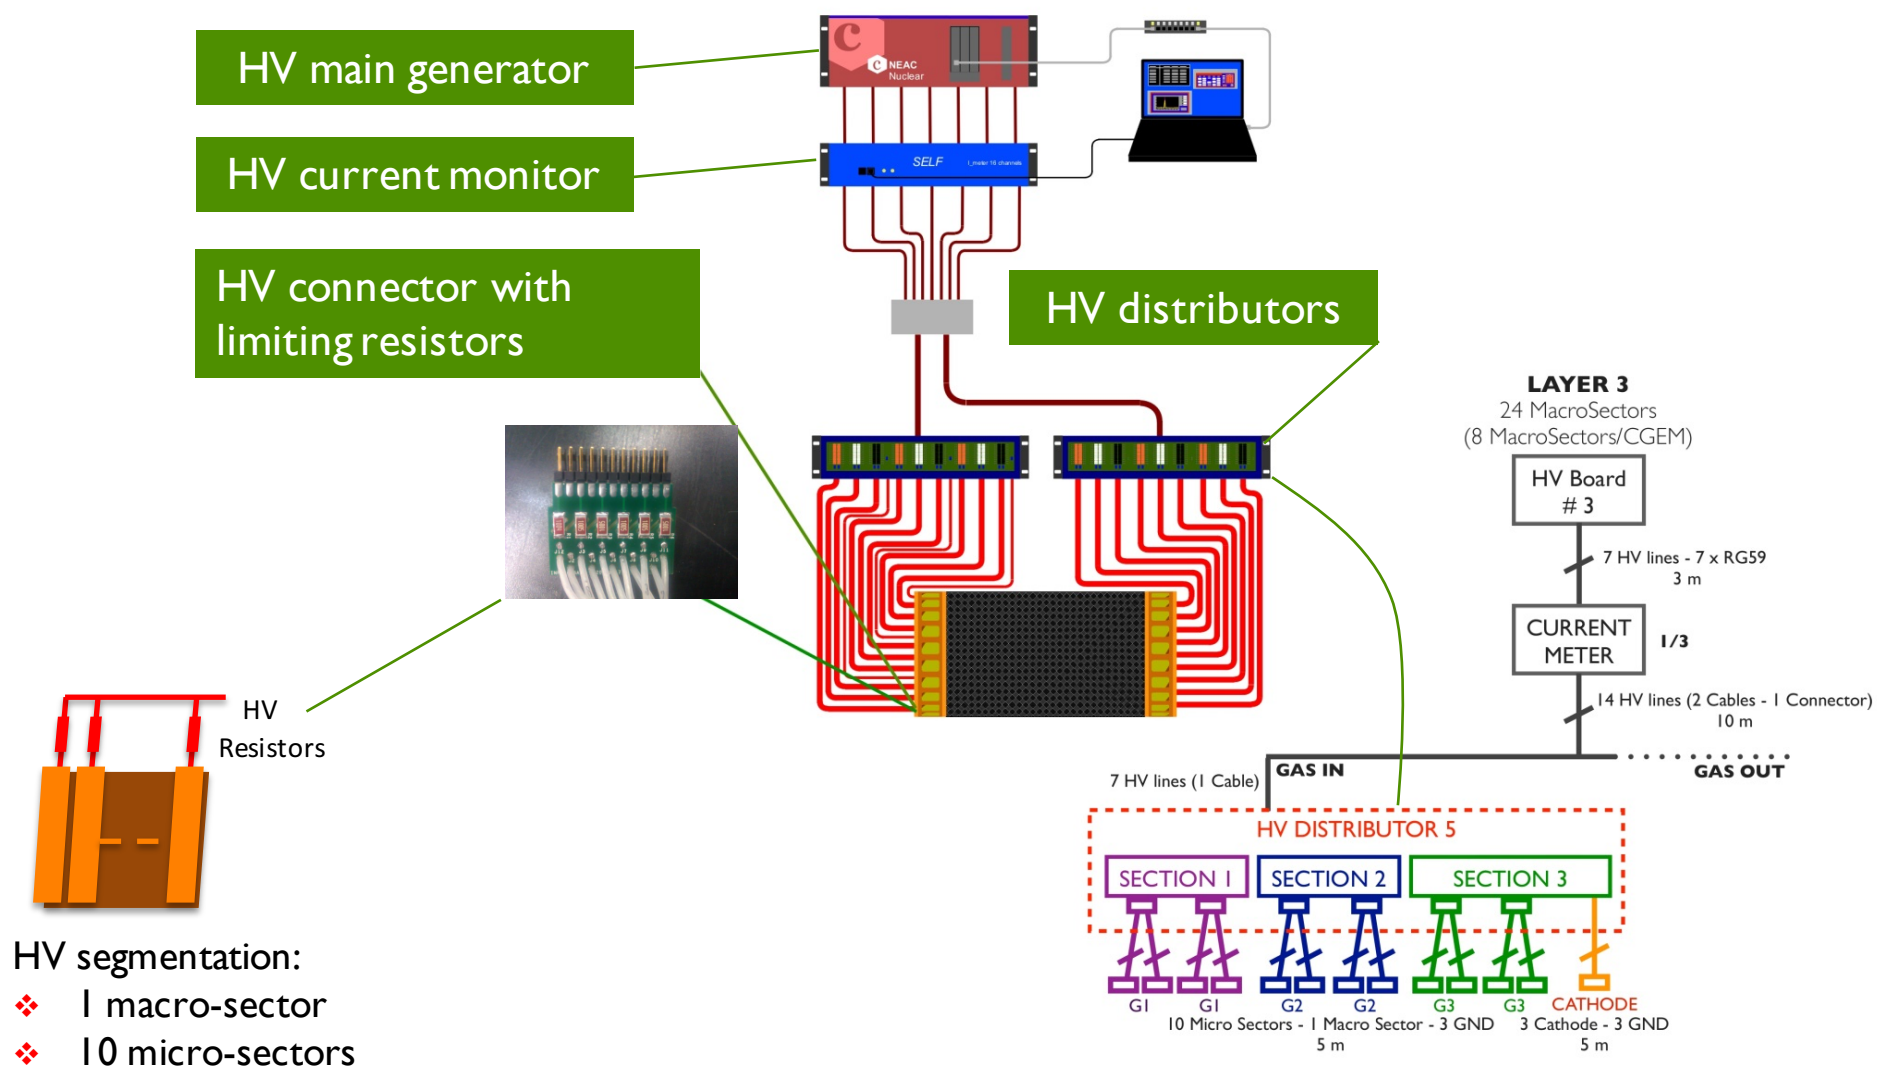 HV main generator
NEAC
Nuclear
HV current monitor
SELF
I_meter 16 channels
HV connector with
limiting resistors
HV distributors
LAYER 3
24 MacroSectors
(8 MacroSectors/CGEM)
HV Board
# 3
7 HV lines - 7 x RG59
3 m
CURRENT
METER
1/3
14 HV lines (2 Cables - 1 Connector)
10 m
HV
Resistors
GAS IN
GAS OUT
7 HV lines (1 Cable)
HV DISTRIBUTOR 5
SECTION 1
SECTION 2
SECTION 3
G1
G1
G2
G2
G3
G3
CATHODE
10 Micro Sectors - 1 Macro Sector - 3 GND
5 m
3 Cathode - 3 GND
5 m
HV segmentation:
❖ 1 macro-sector
❖ 10 micro-sectors